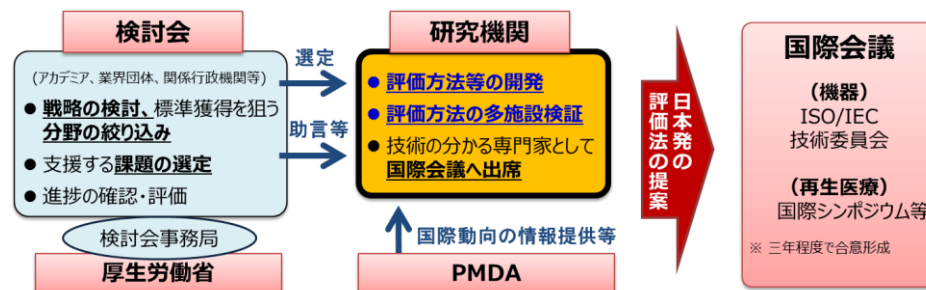 検討会
(アカデミア、業界団体、関係行政機関等)
● 戦略の検討、標準獲得を狙う
分野の絞り込み
● 支援する課題の選定
● 進捗の確認・評価
検討会事務局
厚生労働省
選定
助言等
研究機関
● 評価方法等の開発
● 評価方法の多施設検証
● 技術の分かる専門家として
国際会議へ出席
国際動向の情報提供等
PMDA
日本発の
評価法の提案
国際会議
(機器)
ISO/IEC
技術委員会
(再生医療)
国際シンポジウム等
※ 三年程度で合意形成